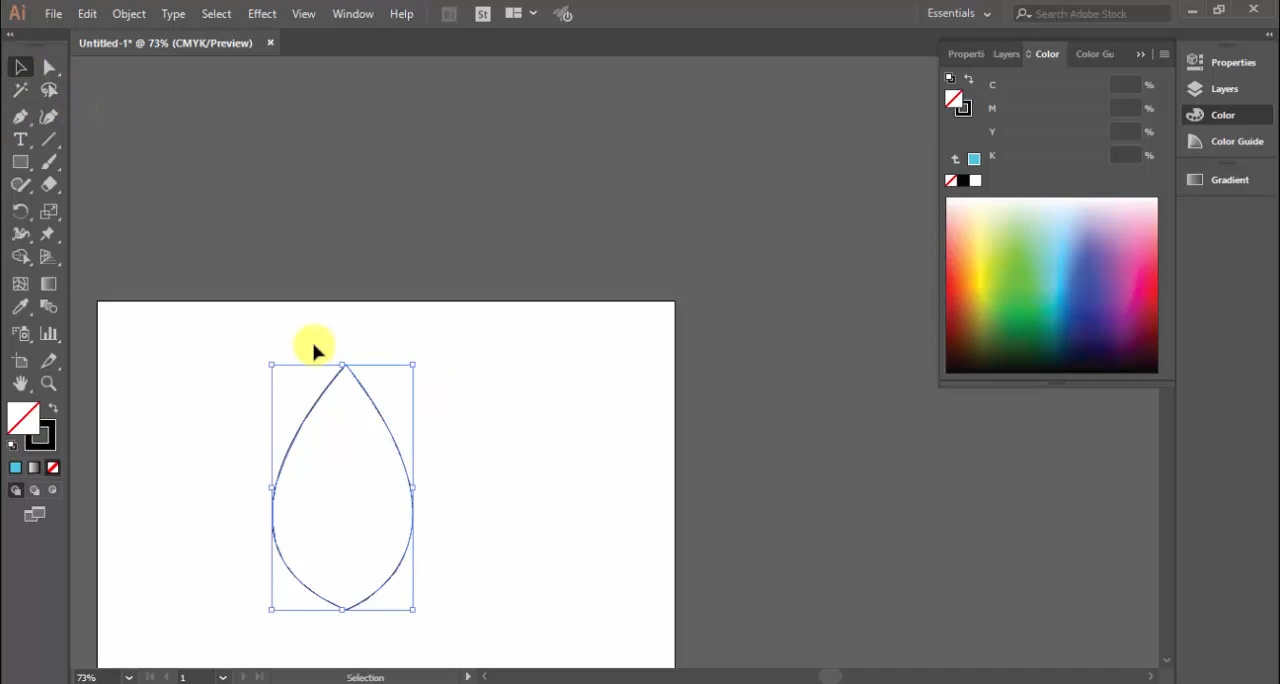 Ai File Edit Object Type Select Effect View Window Help Br St Essentials Search Adobe Stock
Untitled-1* @ 73% (CMYK/Preview) ×
Properti Layers Color Color Gu
C %
M %
Y %
K %
Properties
Layers
Color
Color Guide
Gradient
73% 1 Selection